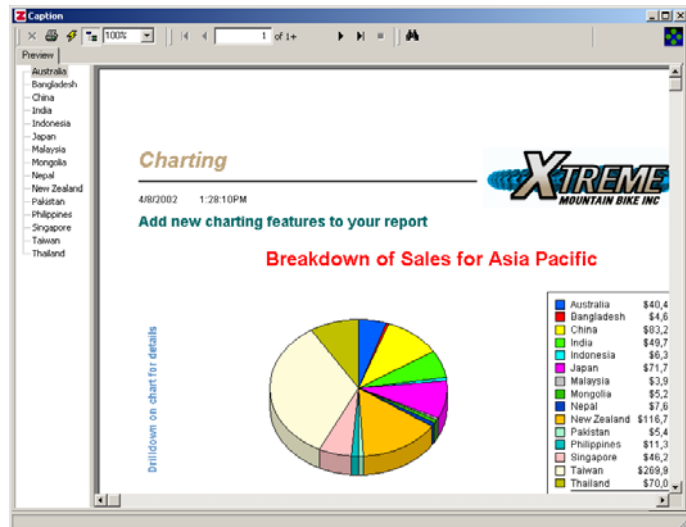 Caption
100%
1 of 1+
Preview
Australia
Bangladesh
China
India
Indonesia
Japan
Malaysia
Mongolia
Nepal
New Zealand
Pakistan
Philippines
Singapore
Taiwan
Thailand
Charting
XTREME
MOUNTAIN BIKE INC
4/8/2002 1:28:10PM
Add new charting features to your report
Breakdown of Sales for Asia Pacific
Drilldown on chart for details
Australia $40,4
Bangladesh $4,6
China $83,2
India $49,7
Indonesia $6,3
Japan $71,7
Malaysia $3,9
Mongolia $5,2
Nepal $7,6
New Zealand $116,7
Pakistan $5,4
Philippines $11,3
Singapore $46,2
Taiwan $269,9
Thailand $70,0